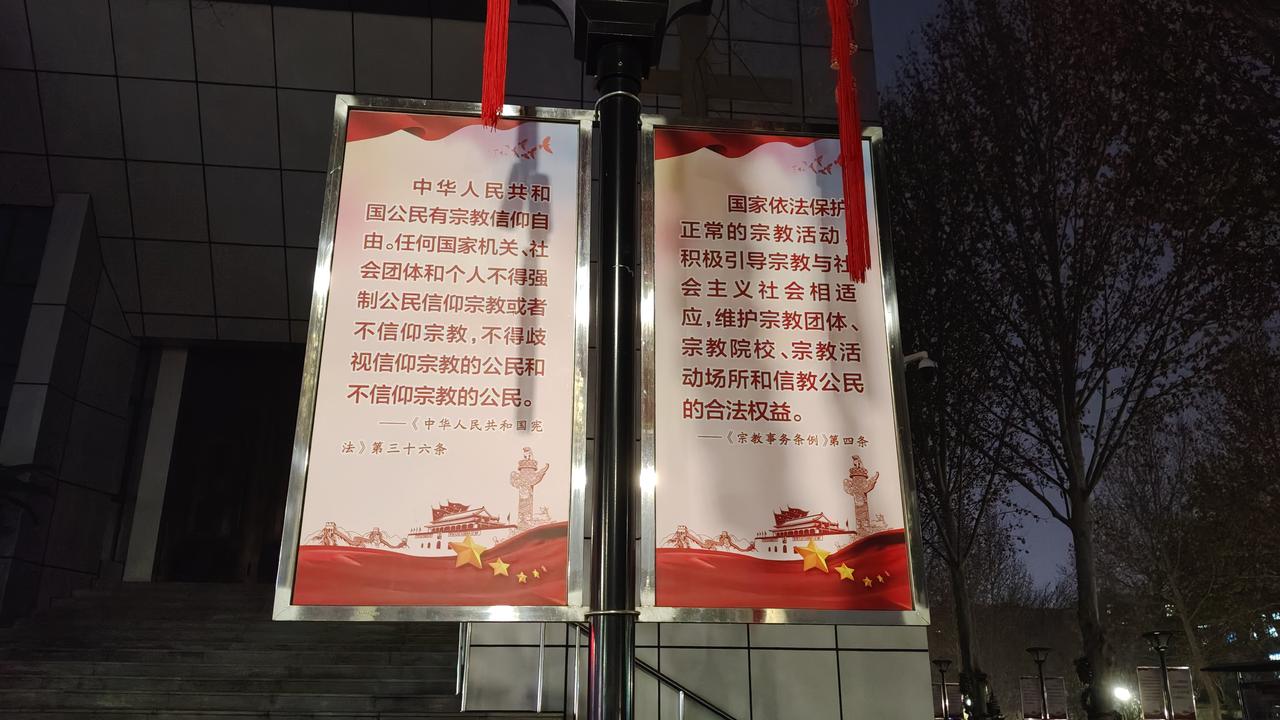 中华人民共和
国公民有宗教信仰自
由。任何国家机关、社
会团体和个人不得强
制公民信仰宗教或者
不信仰宗教,不得歧
视信仰宗教的公民和
不信仰宗教的公民。
——《中华人民共和国宪
法》第三十六条
国家依法保护
正常的宗教活动
积极引导宗教与社
会主义社会相适
应,维护宗教团体、
宗教院校、宗教活
动场所和信教公民
的合法权益。
——《宗教事务条例》第四条